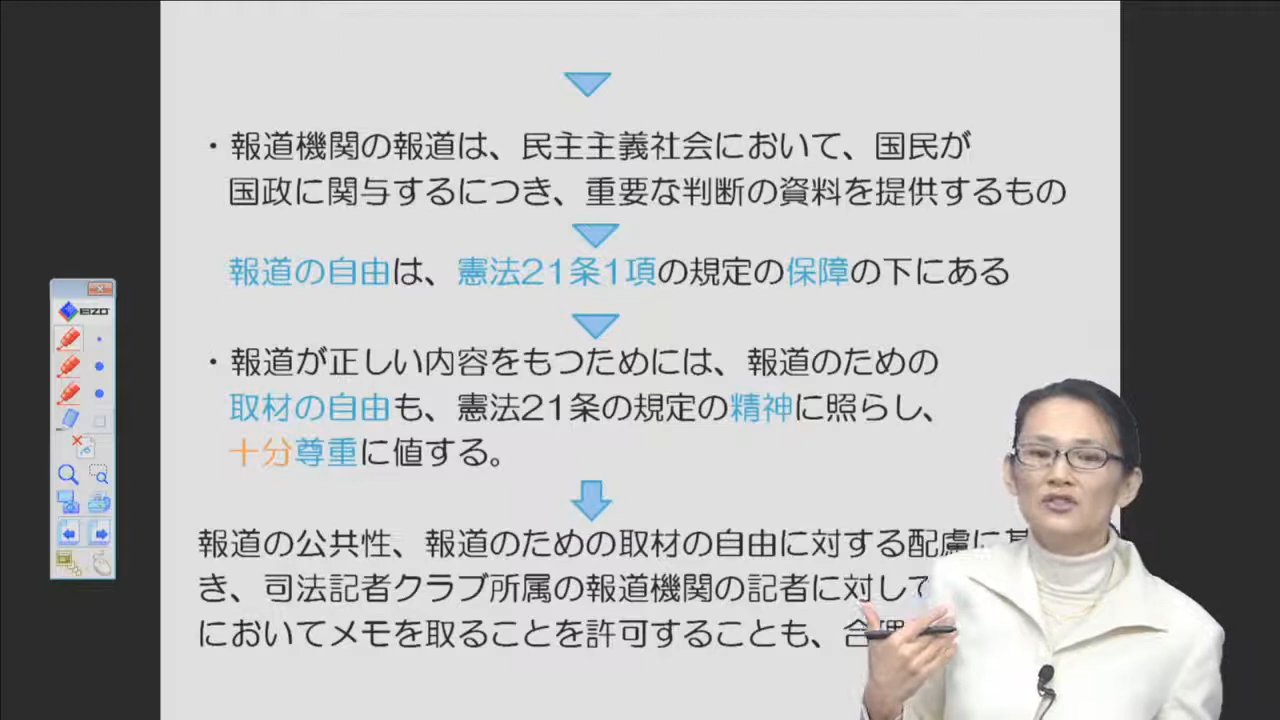 ・報道機関の報道は、民主主義社会において、国民が
国政に関与するにつき、重要な判断の資料を提供するもの
報道の自由は、憲法21条1項の規定の保障の下にある
・報道が正しい内容をもつためには、報道のための
取材の自由も、憲法21条の規定の精神に照らし、
十分尊重に値する。
報道の公共性、報道のための取材の自由に対する配慮に基
き、司法記者クラブ所属の報道機関の記者に対して
においてメモを取ることを許可することも、合理
EIZO